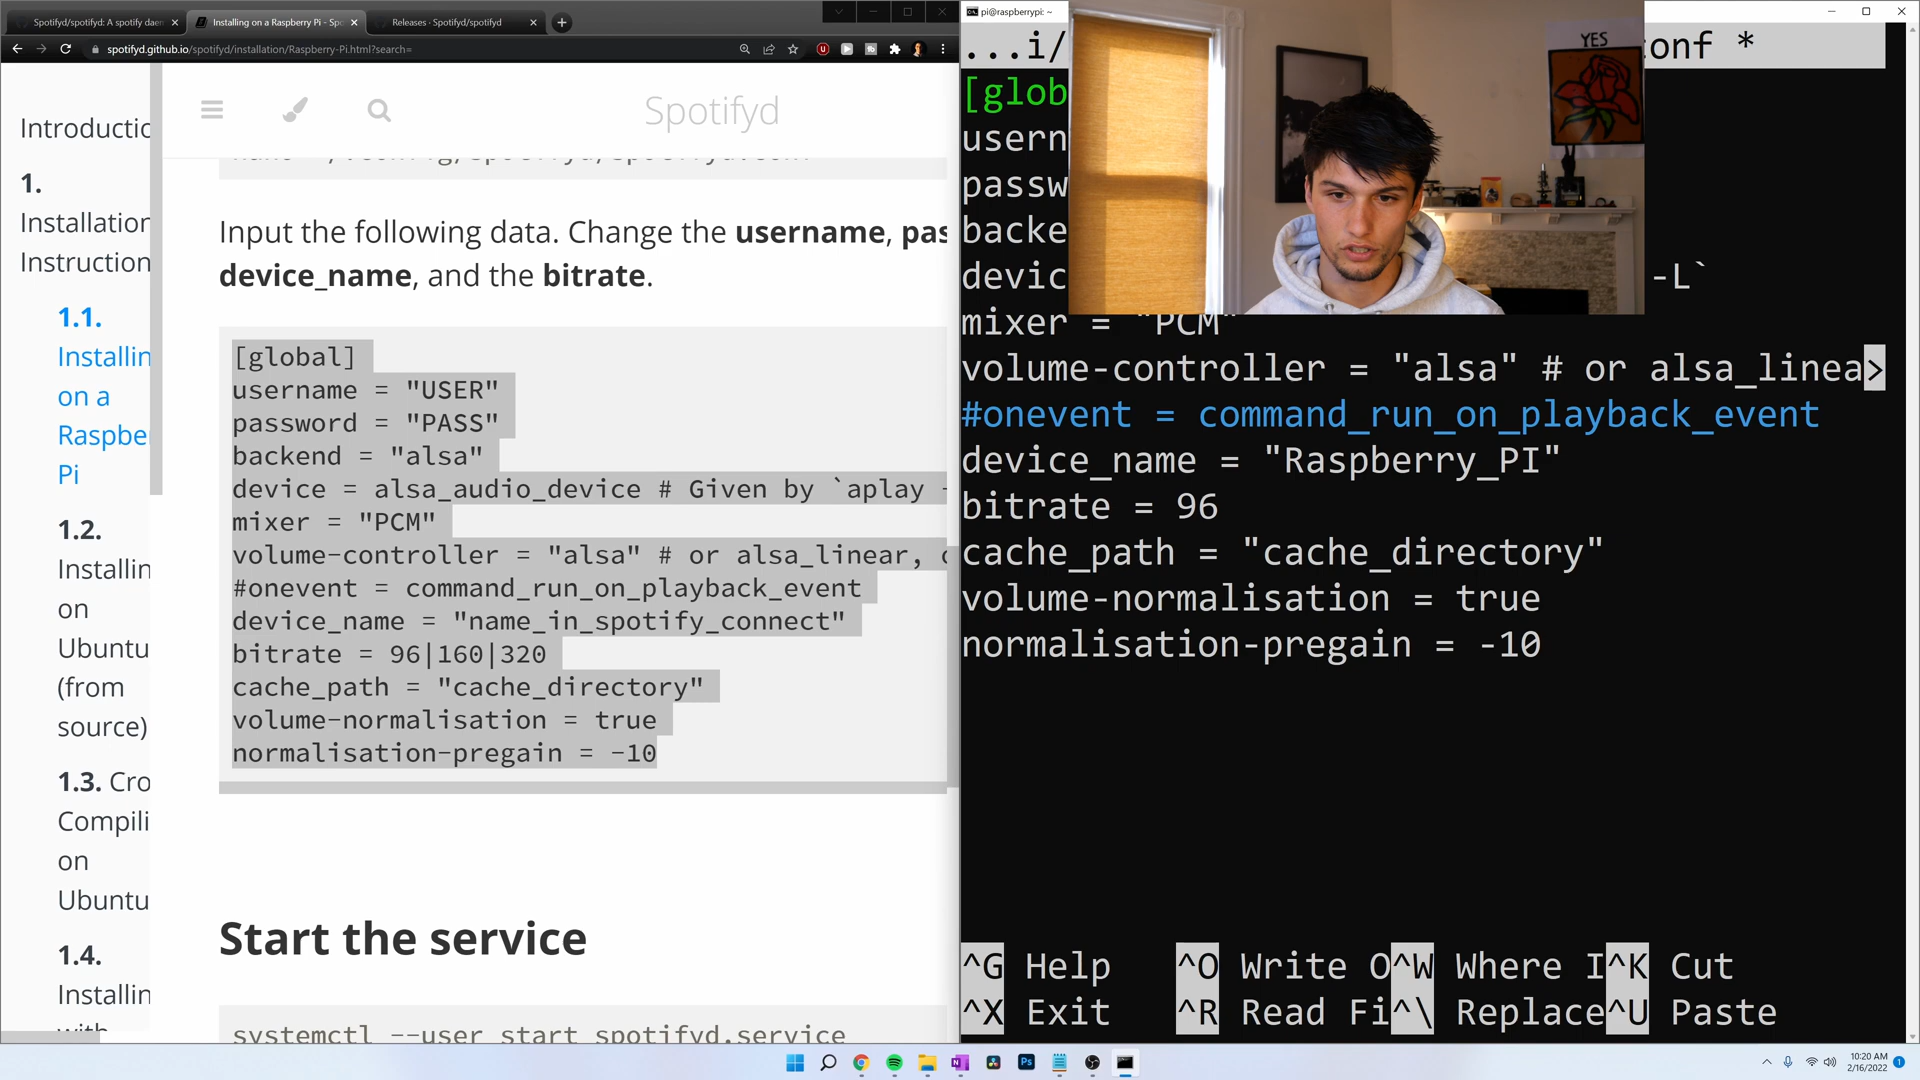 Spotifyd/spotifyd: A spotify daen
Installing on a Raspberry Pi - Spo
Releases · Spotifyd/spotifyd
spotifyd.github.io/spotifyd/installation/Raspberry-Pi.html?search=
Introductic
1.
Installation
Instruction
1.1.
Installin
on a
Raspbe
Pi
1.2.
Installin
on
Ubuntu
(from
source)
1.3. Cro
Compili
on
Ubuntu
1.4.
Installin
with
Spotifyd
Input the following data. Change the username, pas
device_name, and the bitrate.
[global]
username = "USER"
password = "PASS"
backend = "alsa"
device = alsa_audio_device # Given by `aplay -
mixer = "PCM"
volume-controller = "alsa" # or alsa_linear, c
#onevent = command_run_on_playback_event
device_name = "name_in_spotify_connect"
bitrate = 96|160|320
cache_path = "cache_directory"
volume-normalisation = true
normalisation-pregain = -10
Start the service
systemctl --user start spotifyd.service
pi@raspberrypi: ~
...i/ conf *
[glob
usern
passw
backe
devic -L`
mixer = "PCM"
volume-controller = "alsa" # or alsa_linea>
#onevent = command_run_on_playback_event
device_name = "Raspberry_PI"
bitrate = 96
cache_path = "cache_directory"
volume-normalisation = true
normalisation-pregain = -10
^G Help ^O Write O^W Where I^K Cut
^X Exit ^R Read Fi^\ Replace^U Paste
YES
10:20 AM
2/16/2022
1